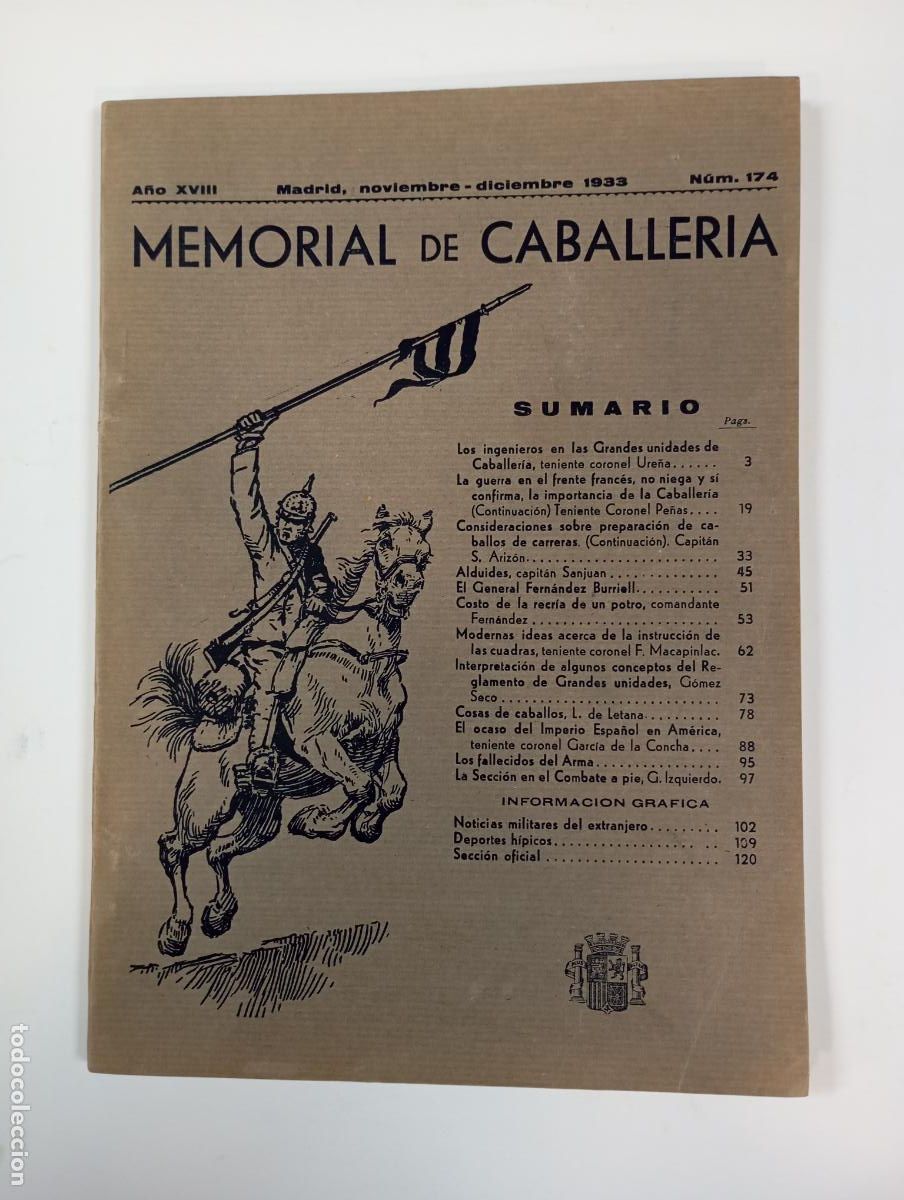 Año XVIII Madrid, noviembre - diciembre 1933 Núm. 174
MEMORIAL DE CABALLERIA
SUMARIO
Pags.
Los ingenieros en las Grandes unidades de
Caballería, teniente coronel Ureña...... 3
La guerra en el frente francés, no niega y sí
confirma, la importancia de la Caballería
(Continuación) Teniente Coronel Peñas.... 19
Consideraciones sobre preparación de ca-
ballos de carreras. (Continuación). Capitán
S. Arizón......................... 33
Alduides, capitán Sanjuan.............. 45
El General Fernández Burriell........... 51
Costo de la recría de un potro, comandante
Fernández........................ 53
Modernas ideas acerca de la instrucción de
las cuadras, teniente coronel F. Macapinlac. 62
Interpretación de algunos conceptos del Re-
glamento de Grandes unidades, Gómez
Seco............................. 73
Cosas de caballos, L. de Letana.......... 78
El ocaso del Imperio Español en América,
teniente coronel García de la Concha.... 88
Los fallecidos del Arma................ 95
La Sección en el Combate a pie, G. Izquierdo. 97
INFORMACION GRAFICA
Noticias militares del extranjero......... 102
Deportes hípicos..................... 109
Sección oficial....................... 120
todocoleccion